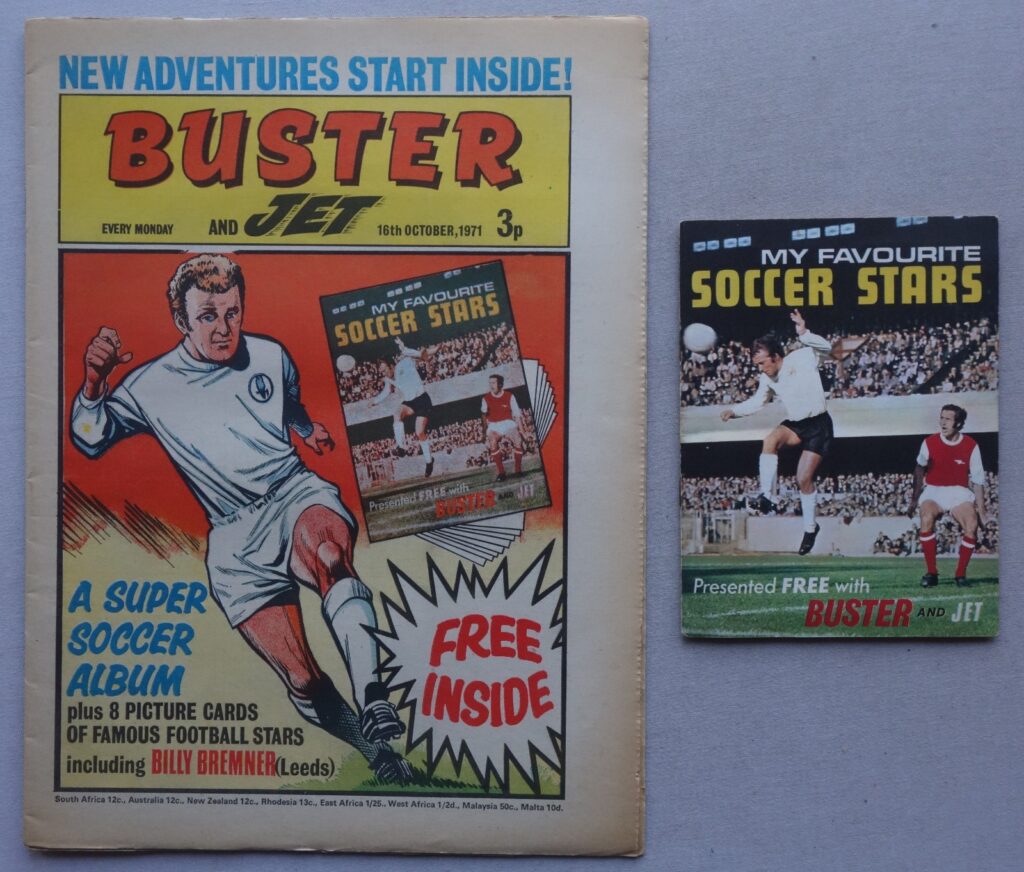 NEW ADVENTURES START INSIDE!
BUSTER
EVERY MONDAY AND JET 16th OCTOBER, 1971 3p
MY FAVOURITE
SOCCER STARS
Presented FREE with
BUSTER AND JET
A SUPER
SOCCER
ALBUM
plus 8 PICTURE CARDS
OF FAMOUS FOOTBALL STARS
including BILLY BREMNER (Leeds)
FREE
INSIDE
South Africa 12c., Australia 12c., New Zealand 12c., Rhodesia 13c., East Africa 1/25., West Africa 1/2d., Malaysia 50c., Malta 10d.
MY FAVOURITE
SOCCER STARS
Presented FREE with
BUSTER AND JET